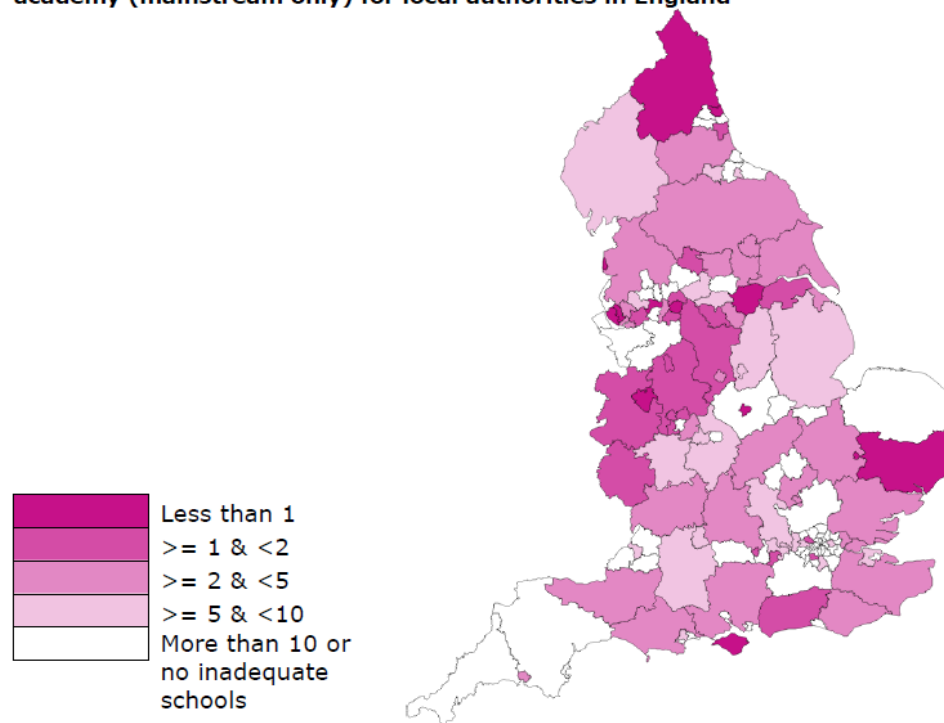 academy (mainstream only) for local authorities in England
Less than 1
>= 1 & <2
>= 2 & <5
>= 5 & <10
More than 10 or
no inadequate
schools